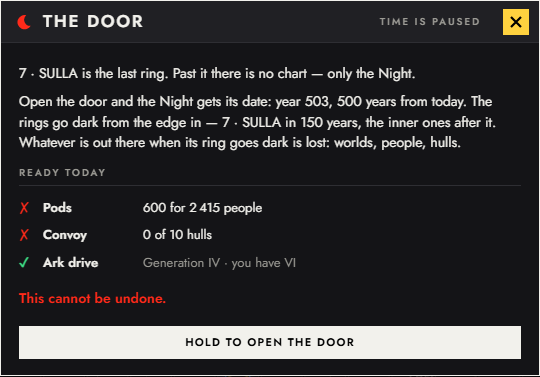 THE DOOR
TIME IS PAUSED
7 · SULLA is the last ring. Past it there is no chart — only the Night.
Open the door and the Night gets its date: year 503, 500 years from today. The
rings go dark from the edge in — 7 · SULLA in 150 years, the inner ones after it.
Whatever is out there when its ring goes dark is lost: worlds, people, hulls.
READY TODAY
✗ Pods 600 for 2 415 people
✗ Convoy 0 of 10 hulls
✓ Ark drive Generation IV · you have VI
This cannot be undone.
HOLD TO OPEN THE DOOR